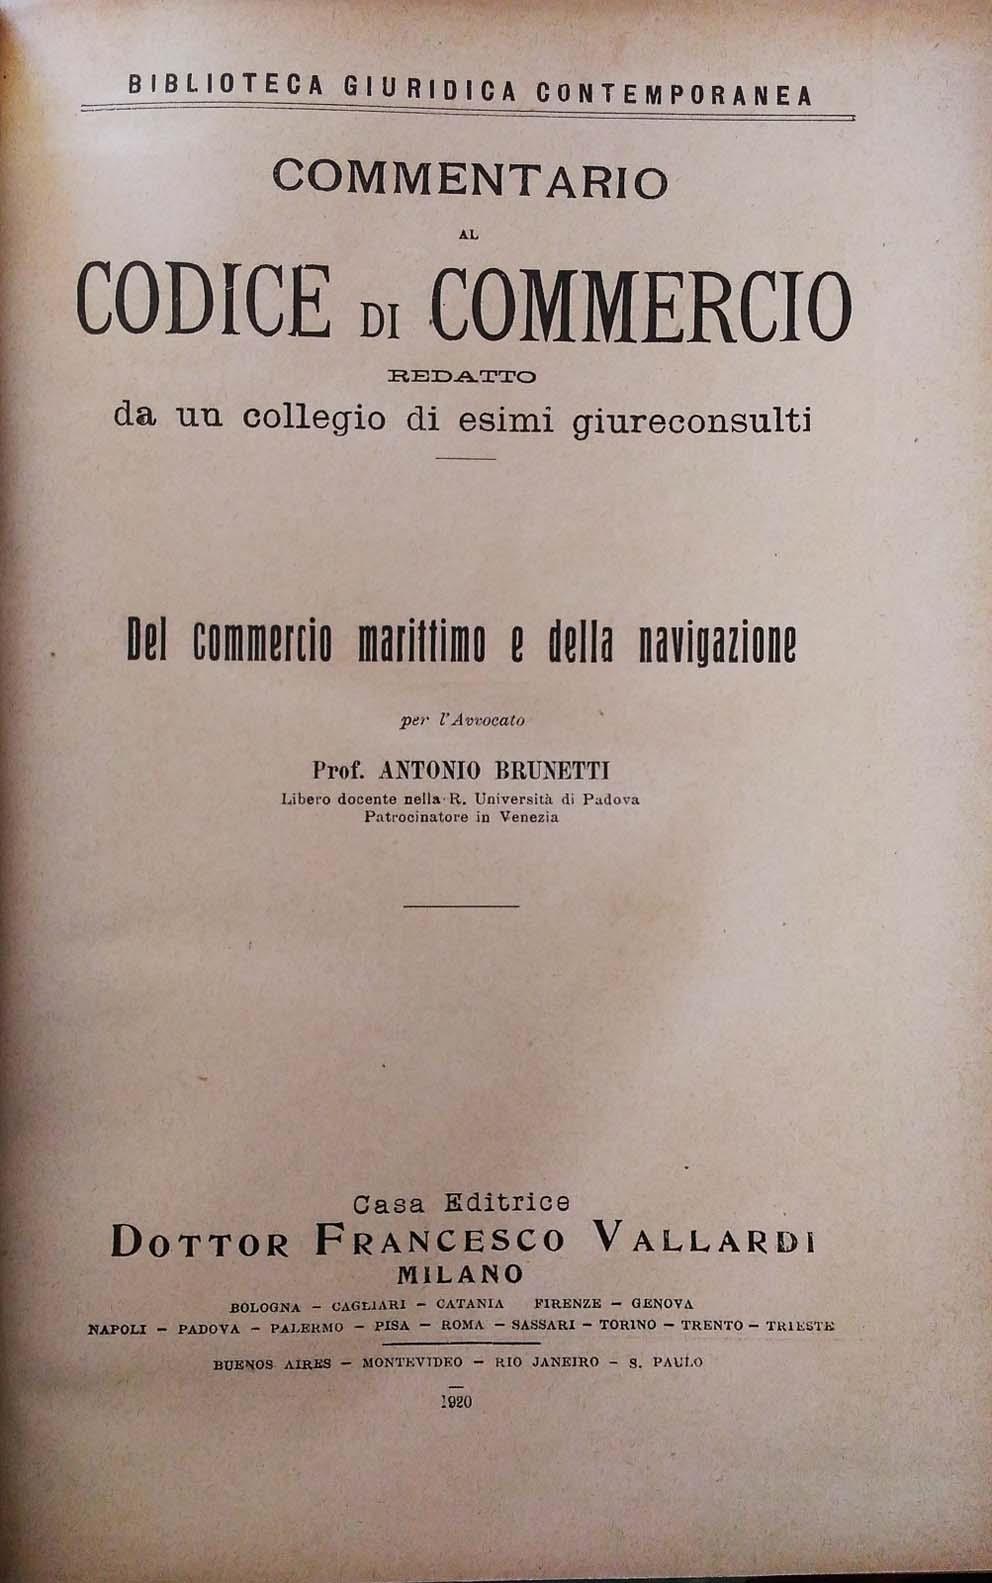 BIBLIOTECA GIURIDICA CONTEMPORANEA
COMMENTARIO
AL
CODICE DI COMMERCIO
REDATTO
da un collegio di esimi giureconsulti
Del commercio marittimo e della navigazione
per l'Avvocato
Prof. ANTONIO BRUNETTI
Libero docente nella R. Università di Padova
Patrocinatore in Venezia
Casa Editrice
DOTTOR FRANCESCO VALLARDI
MILANO
BOLOGNA – CAGLIARI – CATANIA FIRENZE – GENOVA
NAPOLI – PADOVA – PALERMO – PISA – ROMA – SASSARI – TORINO – TRENTO – TRIESTE
BUENOS AIRES – MONTEVIDEO – RIO JANEIRO – S. PAULO
1920